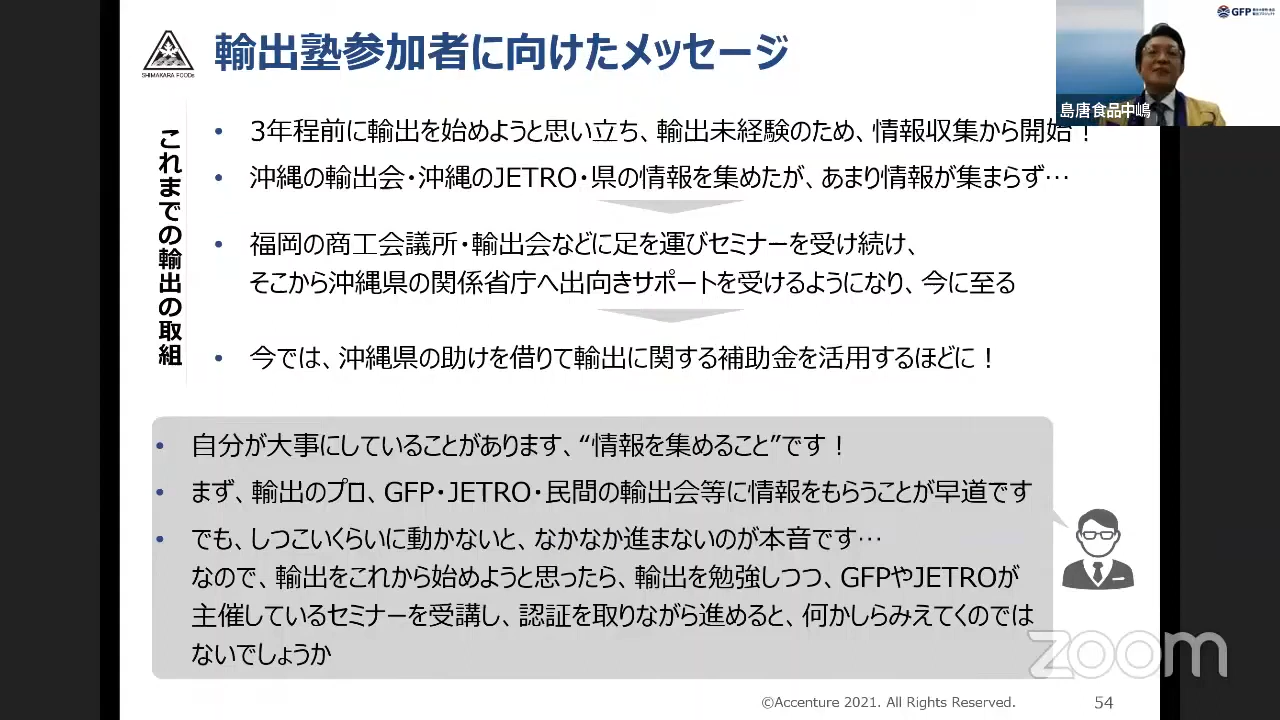 GFP
SHIMAKARA FOODs
輸出塾参加者に向けたメッセージ
島唐食品中嶋
これまでの輸出の取組
• 3年程前に輸出を始めようと思い立ち、輸出未経験のため、情報収集から開始！
• 沖縄の輸出会・沖縄のJETRO・県の情報を集めたが、あまり情報が集まらず…
• 福岡の商工会議所・輸出会などに足を運びセミナーを受け続け、
そこから沖縄県の関係省庁へ出向きサポートを受けるようになり、今に至る
• 今では、沖縄県の助けを借りて輸出に関する補助金を活用するほどに！
• 自分が大事にしていることがあります、“情報を集めること”です！
• まず、輸出のプロ、GFP・JETRO・民間の輸出会等に情報をもらうことが早道です
• でも、しつこいくらいに動かないと、なかなか進まないのが本音です…
なので、輸出をこれから始めようと思ったら、輸出を勉強しつつ、GFPやJETROが
主催しているセミナーを受講し、認証を取りながら進めると、何かしらみえてくのでは
ないでしょうか
zoom
©Accenture 2021. All Rights Reserved.
54